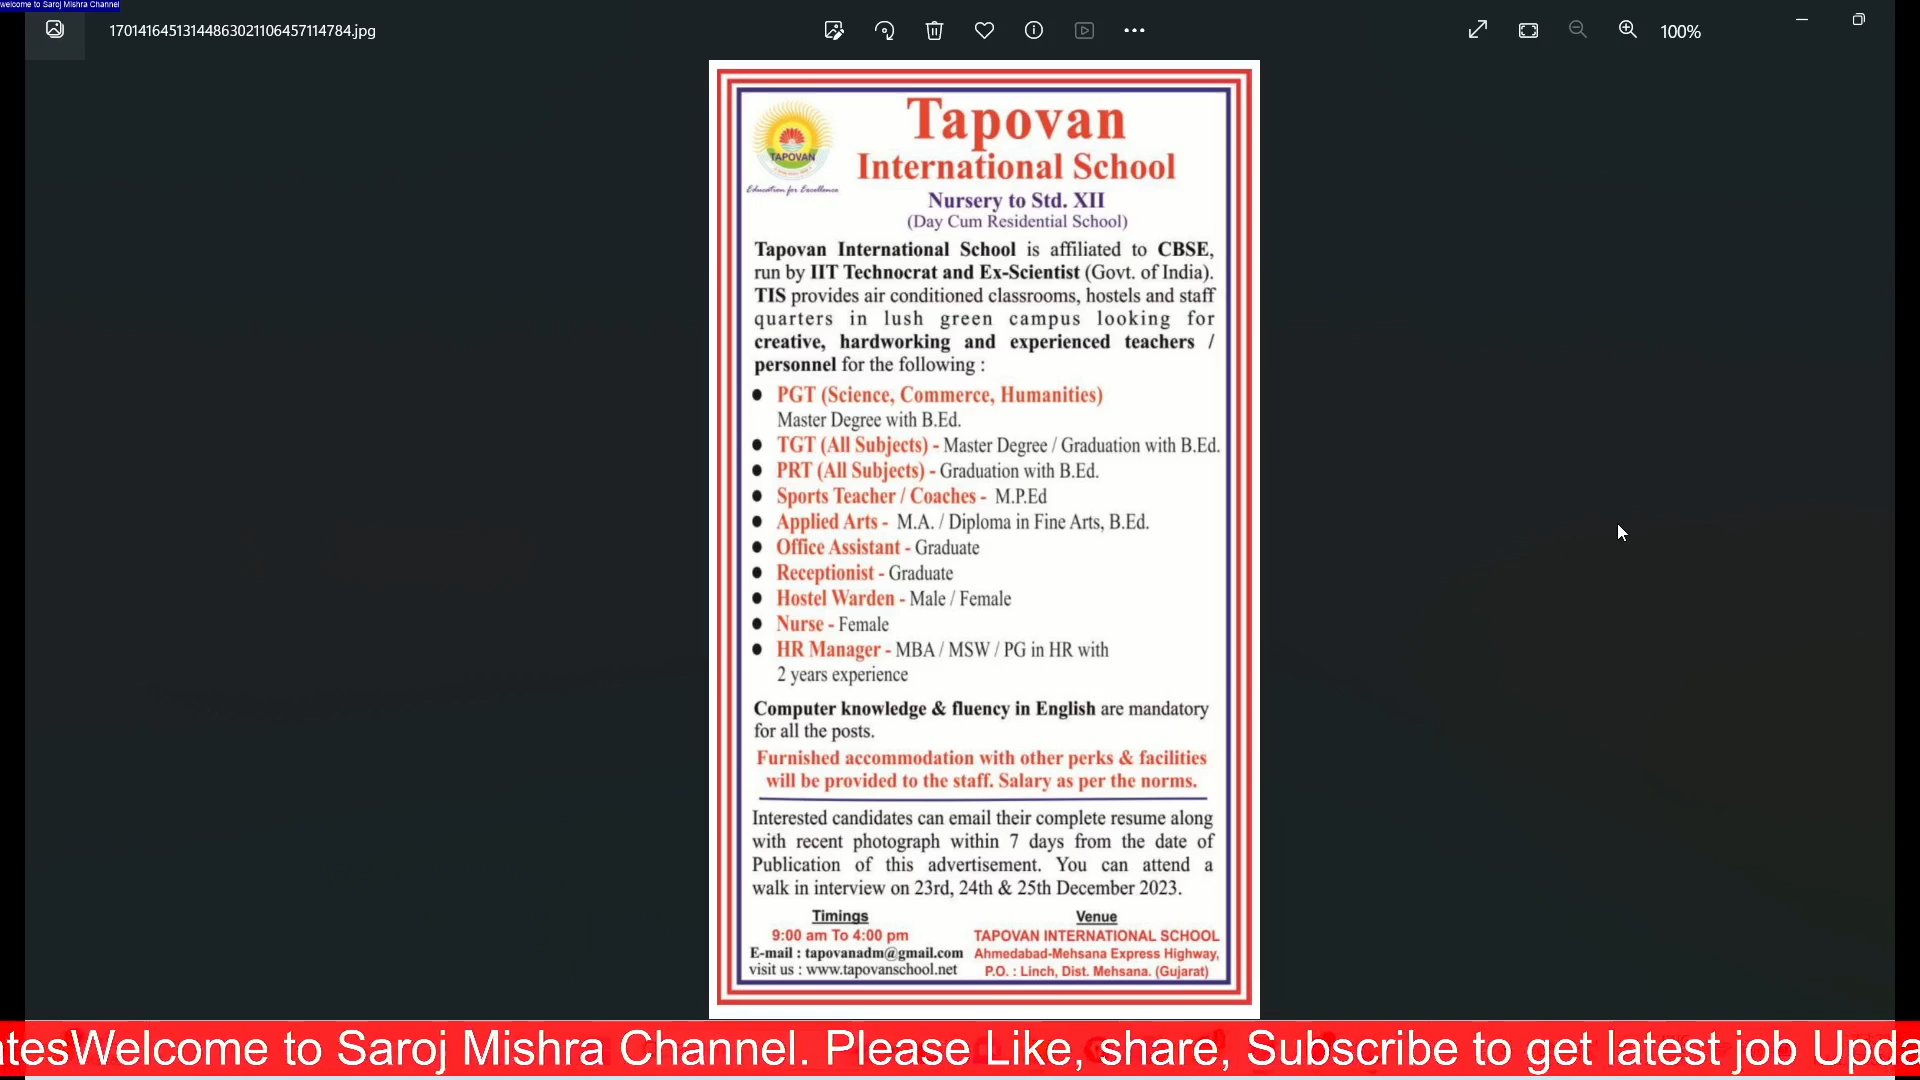 welcome to Saroj Mishra Channel
17014164513144863021106457114784.jpg
100%
Tapovan
International School
TAPOVAN
Education for Excellence
Nursery to Std. XII
(Day Cum Residential School)
Tapovan International School is affiliated to CBSE,
run by IIT Technocrat and Ex-Scientist (Govt. of India).
TIS provides air conditioned classrooms, hostels and staff
quarters in lush green campus looking for
creative, hardworking and experienced teachers /
personnel for the following :
● PGT (Science, Commerce, Humanities)
Master Degree with B.Ed.
● TGT (All Subjects) - Master Degree / Graduation with B.Ed.
● PRT (All Subjects) - Graduation with B.Ed.
● Sports Teacher / Coaches - M.P.Ed
● Applied Arts - M.A. / Diploma in Fine Arts, B.Ed.
● Office Assistant - Graduate
● Receptionist - Graduate
● Hostel Warden - Male / Female
● Nurse - Female
● HR Manager - MBA / MSW / PG in HR with
2 years experience
Computer knowledge & fluency in English are mandatory
for all the posts.
Furnished accommodation with other perks & facilities
will be provided to the staff. Salary as per the norms.
Interested candidates can email their complete resume along
with recent photograph within 7 days from the date of
Publication of this advertisement. You can attend a
walk in interview on 23rd, 24th & 25th December 2023.
Timings
9:00 am To 4:00 pm
E-mail : tapovanadm@gmail.com
visit us : www.tapovanschool.net
Venue
TAPOVAN INTERNATIONAL SCHOOL
Ahmedabad-Mehsana Express Highway,
P.O. : Linch, Dist. Mehsana. (Gujarat)
atesWelcome to Saroj Mishra Channel. Please Like, share, Subscribe to get latest job Upda